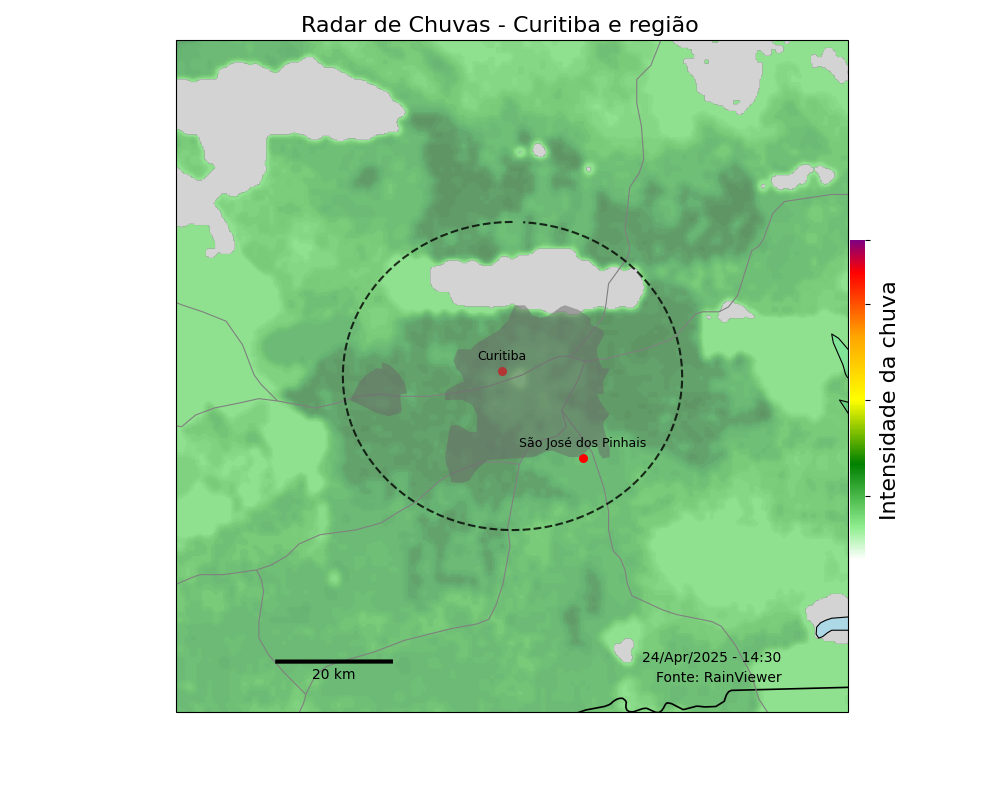 Radar de Chuvas - Curitiba e região
Curitiba
São José dos Pinhais
Intensidade da chuva
20 km
24/Apr/2025 - 14:30
Fonte: RainViewer